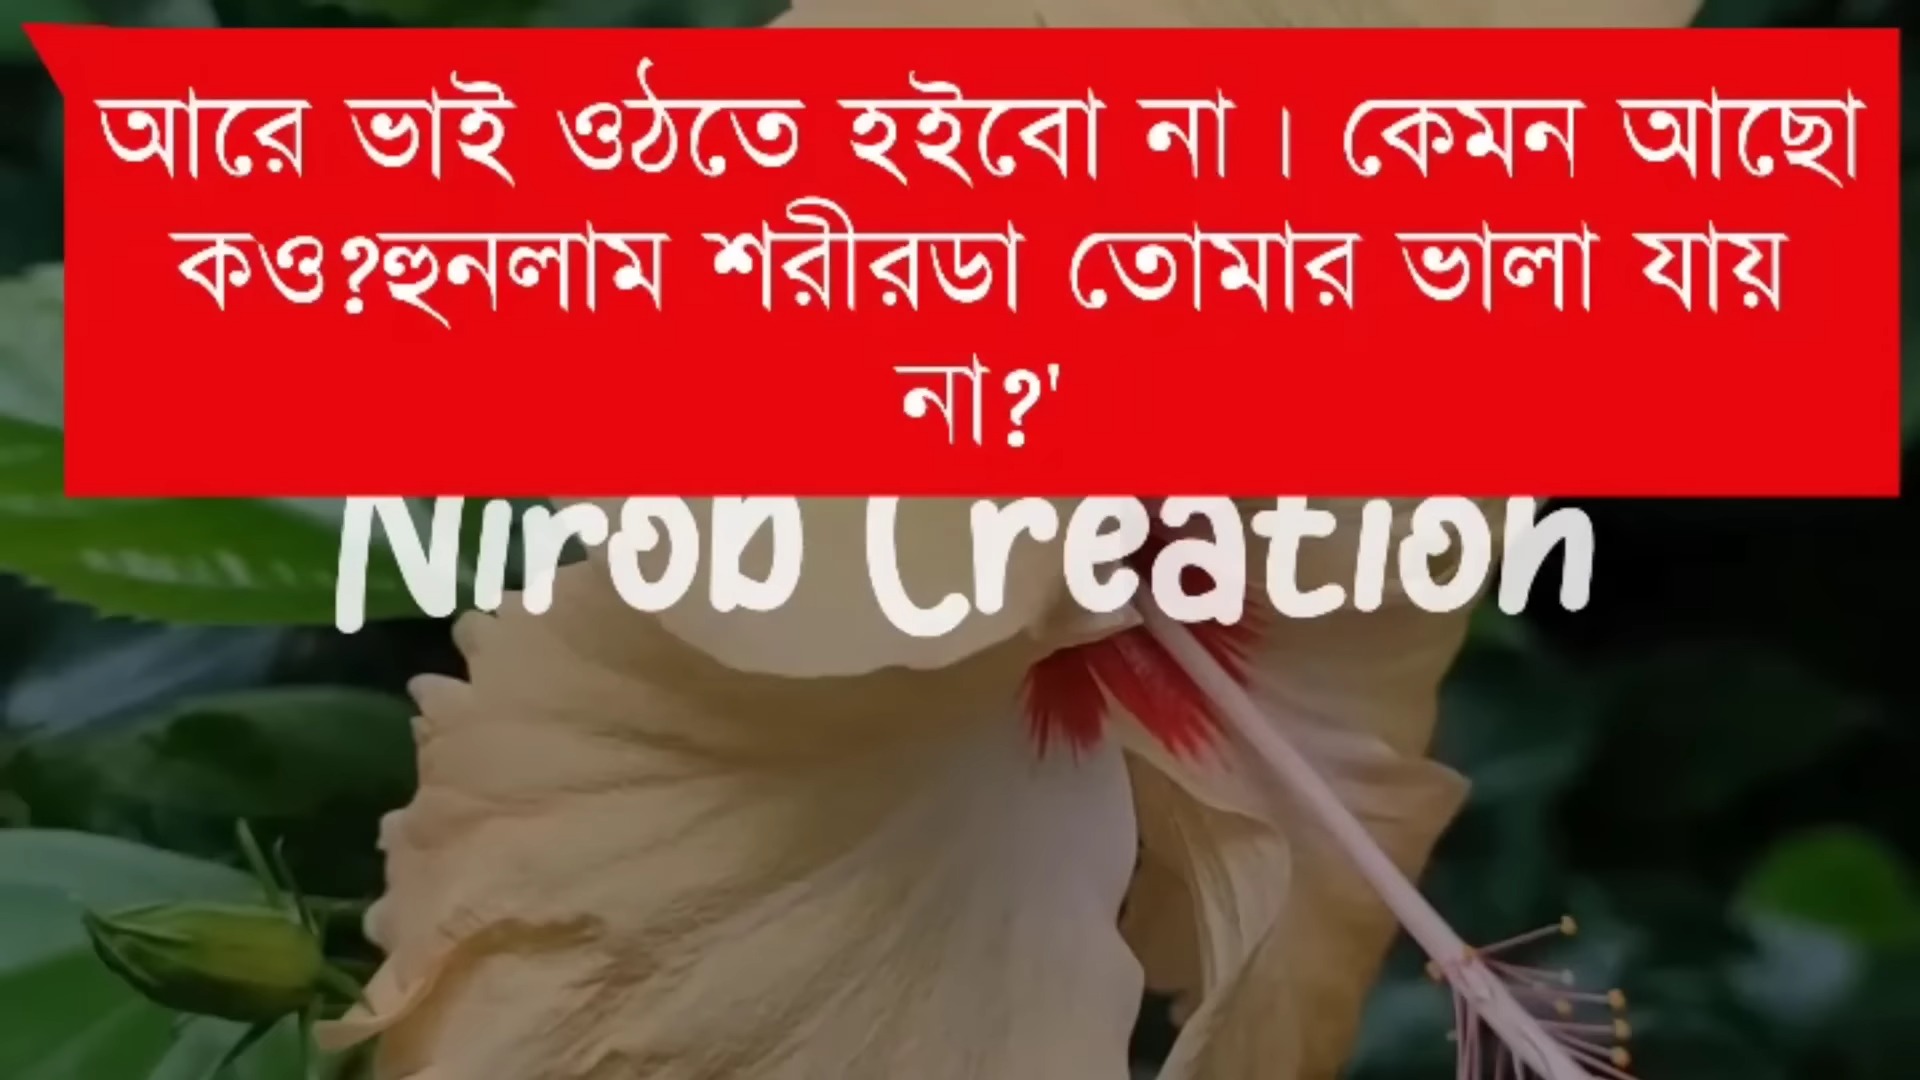 আরে ভাই ওঠতে হইবো না। কেমন আছো
কও?হুনলাম শরীরডা তোমার ভালা যায়
না?'
Nirob Creation